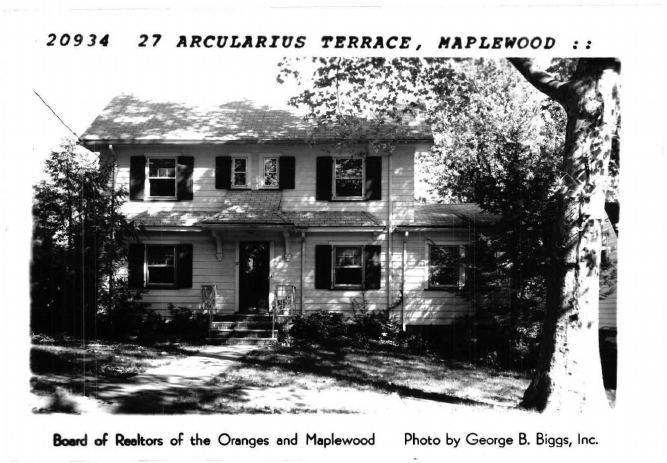 20934 27 ARCULARIUS TERRACE, MAPLEWOOD ::
Board of Realtors of the Oranges and Maplewood Photo by George B. Biggs, Inc.